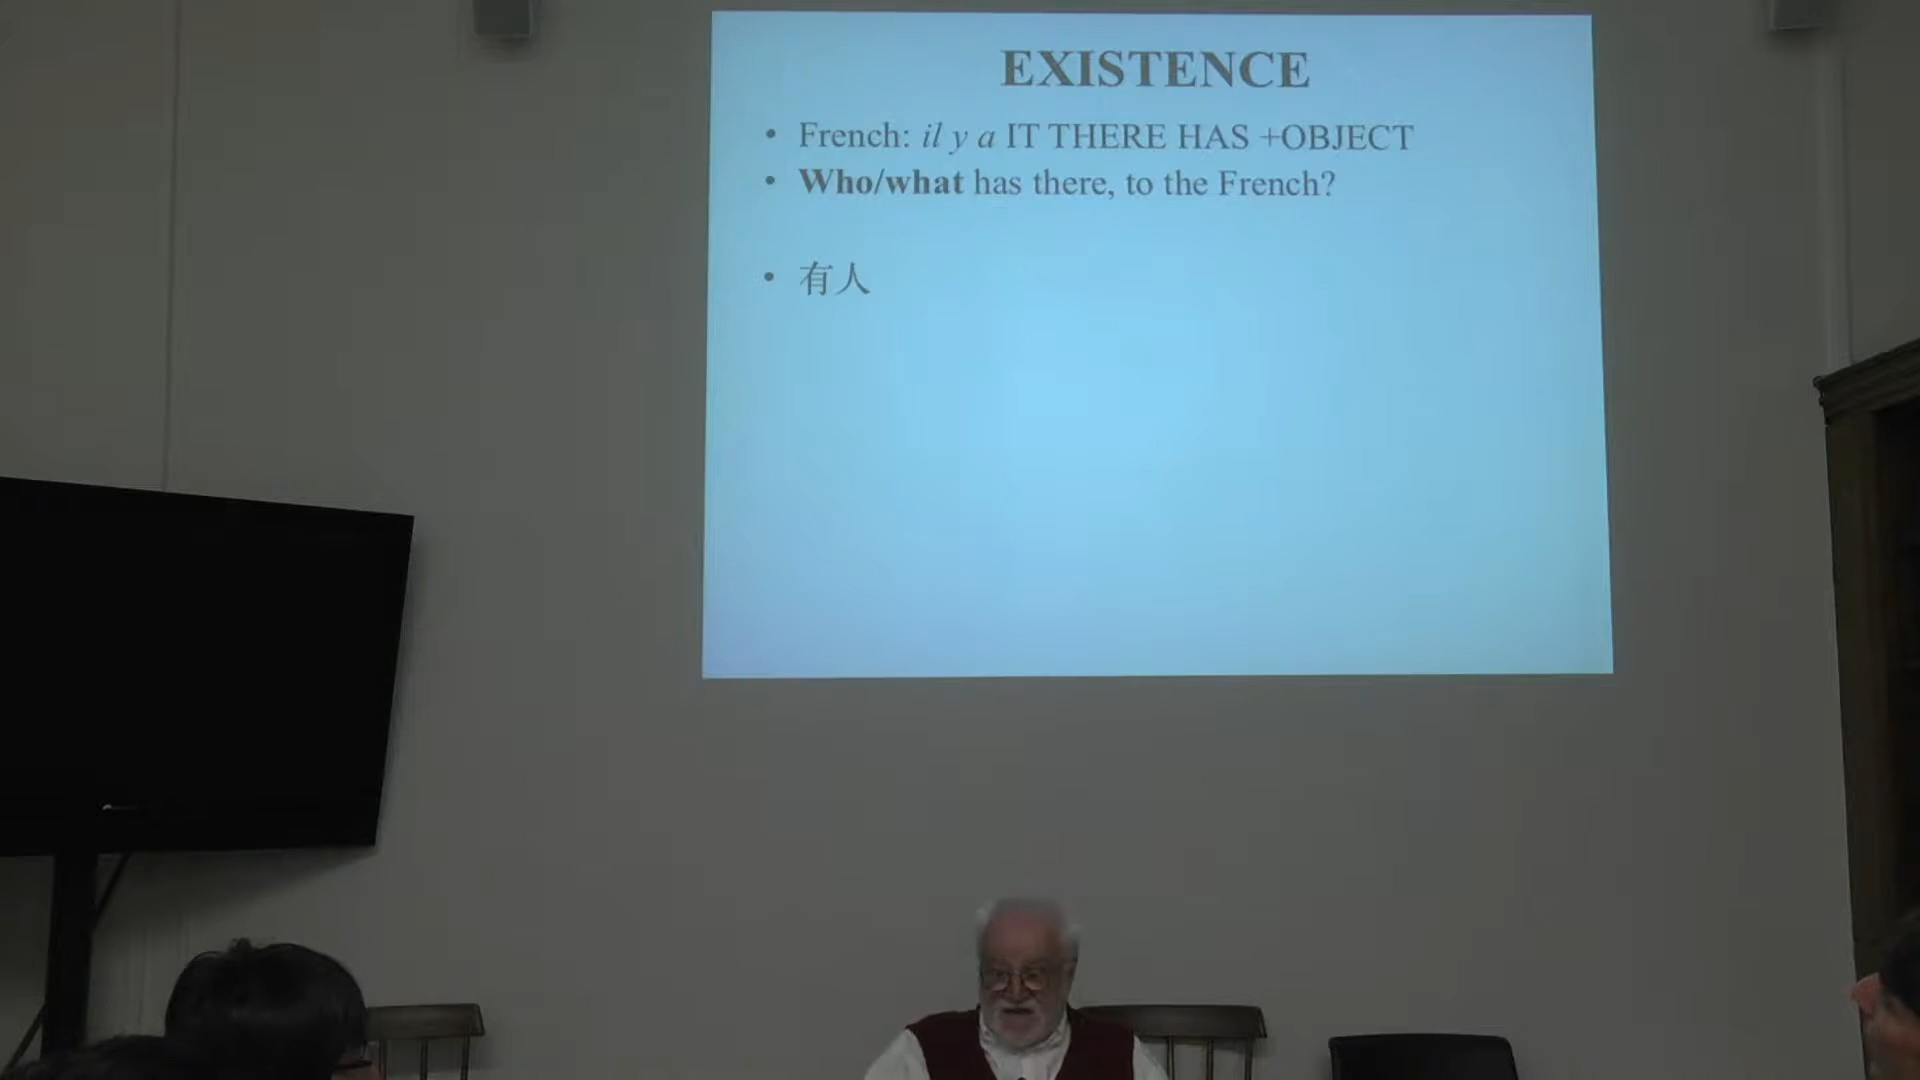 EXISTENCE
• French: il y a IT THERE HAS +OBJECT
• Who/what has there, to the French?
• 有人